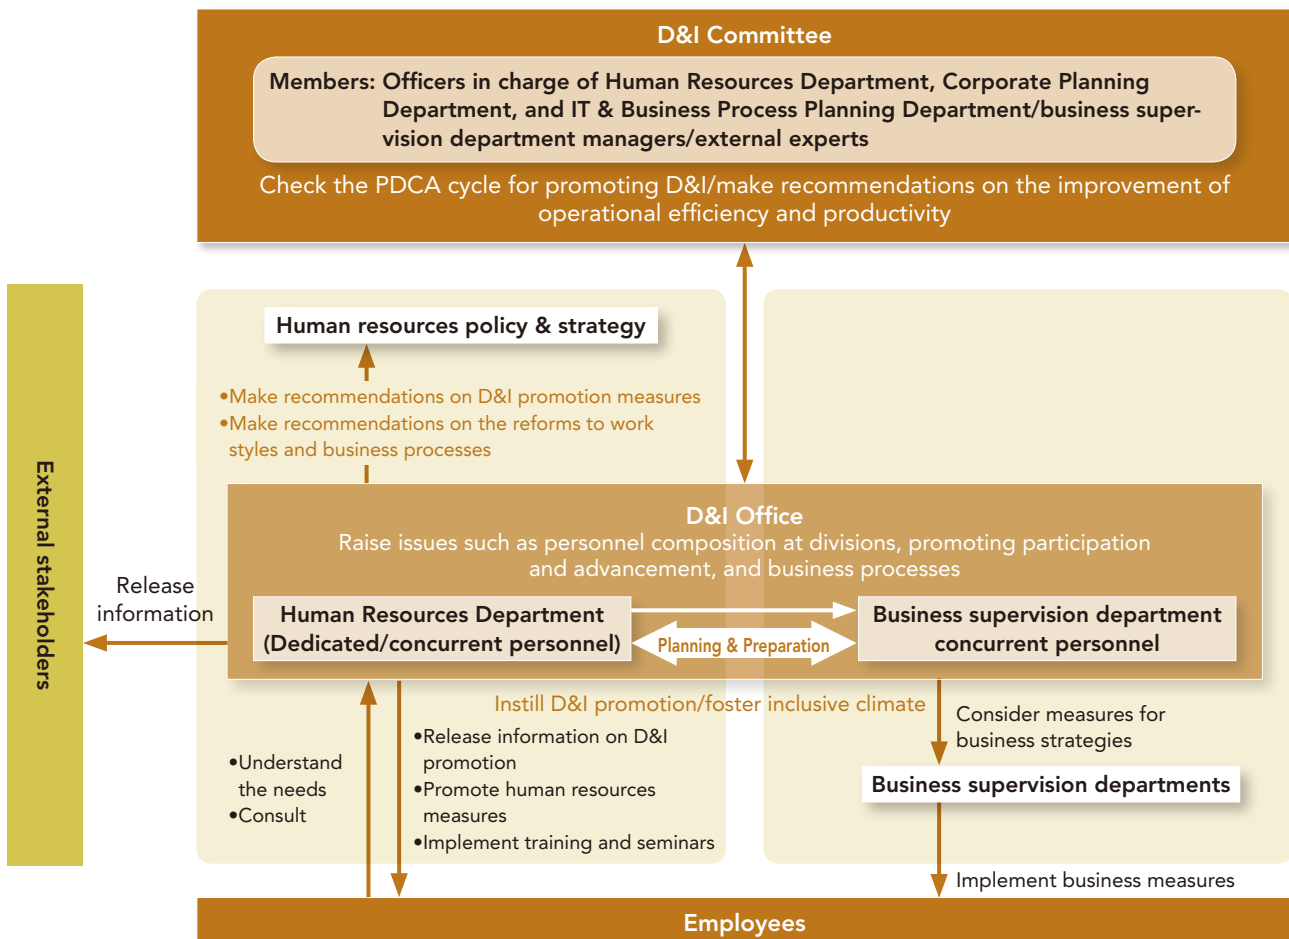 D&I Committee
Members: Officers in charge of Human Resources Department, Corporate Planning
Department, and IT & Business Process Planning Department/business super-
vision department managers/external experts
Check the PDCA cycle for promoting D&I/make recommendations on the improvement of
operational efficiency and productivity
External stakeholders
Human resources policy & strategy
•Make recommendations on D&I promotion measures
•Make recommendations on the reforms to work
styles and business processes
D&I Office
Raise issues such as personnel composition at divisions, promoting participation
and advancement, and business processes
Release
information
Human Resources Department
(Dedicated/concurrent personnel)
Planning & Preparation
Business supervision department
concurrent personnel
Instill D&I promotion/foster inclusive climate
•Understand
the needs
•Consult
•Release information on D&I
promotion
•Promote human resources
measures
•Implement training and seminars
Consider measures for
business strategies
Business supervision departments
Implement business measures
Employees